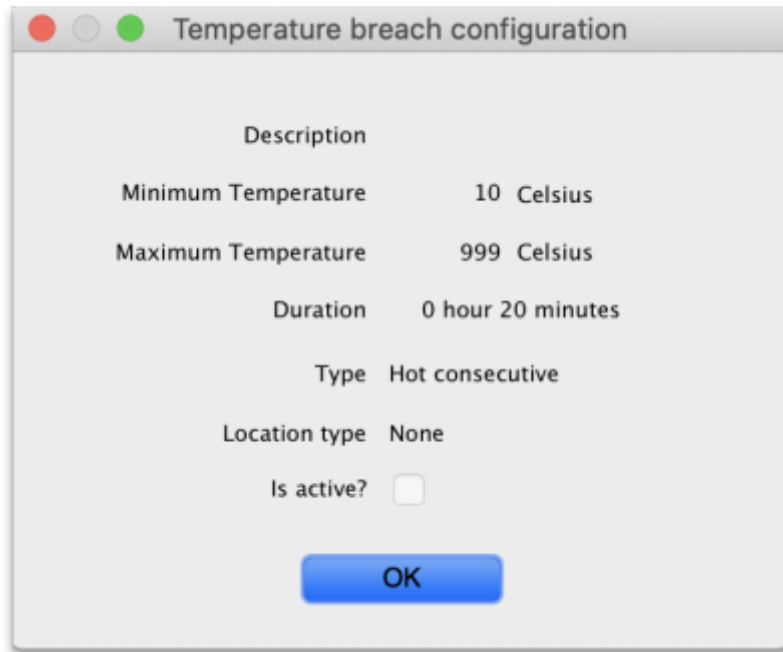 Temperature breach configuration
Description
Minimum Temperature 10 Celsius
Maximum Temperature 999 Celsius
Duration 0 hour 20 minutes
Type Hot consecutive
Location type None
Is active?
OK